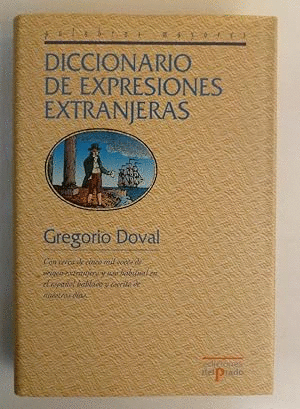 palabras mayores
DICCIONARIO
DE EXPRESIONES
EXTRANJERAS
Gregorio Doval
Con cerca de cinco mil voces de
origen extranjero y uso habitual en
el español hablado y escrito de
nuestros días.
ediciones
del Prado